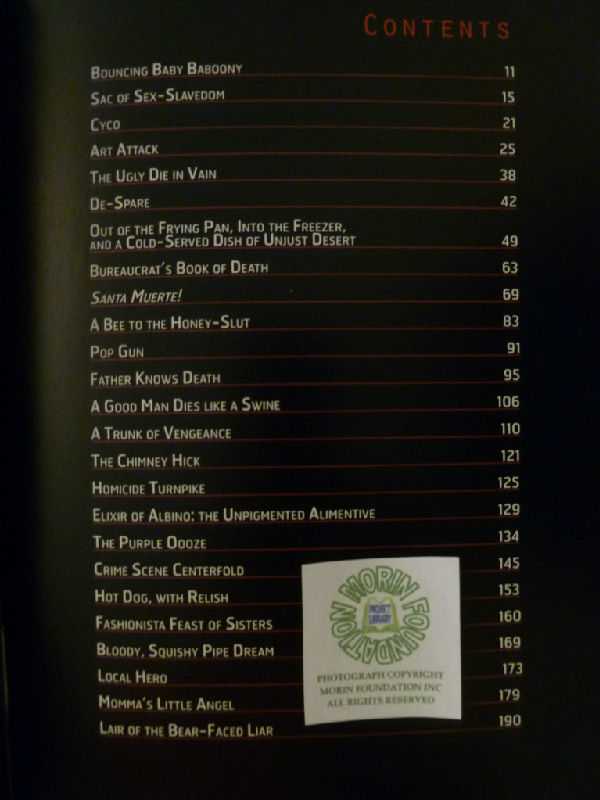 CONTENTS
BOUNCING BABY BABOONY 11
SAC OF SEX-SLAVEDOM 15
CYCO 21
ART ATTACK 25
THE UGLY DIE IN VAIN 38
DE-SPARE 42
OUT OF THE FRYING PAN, INTO THE FREEZER,
AND A COLD-SERVED DISH OF UNJUST DESERT 49
BUREAUCRAT'S BOOK OF DEATH 63
SANTA MUERTE! 69
A BEE TO THE HONEY-SLUT 83
POP GUN 91
FATHER KNOWS DEATH 95
A GOOD MAN DIES LIKE A SWINE 106
A TRUNK OF VENGEANCE 110
THE CHIMNEY HICK 121
HOMICIDE TURNPIKE 125
ELIXIR OF ALBINO: THE UNPIGMENTED ALIMENTIVE 129
THE PURPLE OOOZE 134
CRIME SCENE CENTERFOLD 145
HOT DOG, WITH RELISH 153
FASHIONISTA FEAST OF SISTERS 160
BLOODY, SQUISHY PIPE DREAM 169
LOCAL HERO 173
MOMMA'S LITTLE ANGEL 179
LAIR OF THE BEAR-FACED LIAR 190
MORIN FOUNDATION
PROJECT
LIBRARY
PHOTOGRAPH COPYRIGHT
MORIN FOUNDATION INC
ALL RIGHTS RESERVED